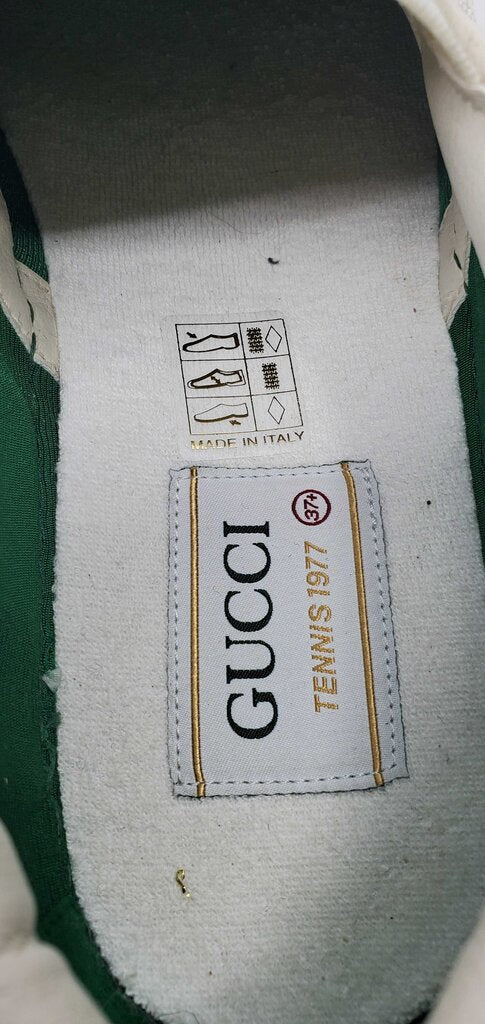 MADE IN ITALY
37+
GUCCI
TENNIS 1977